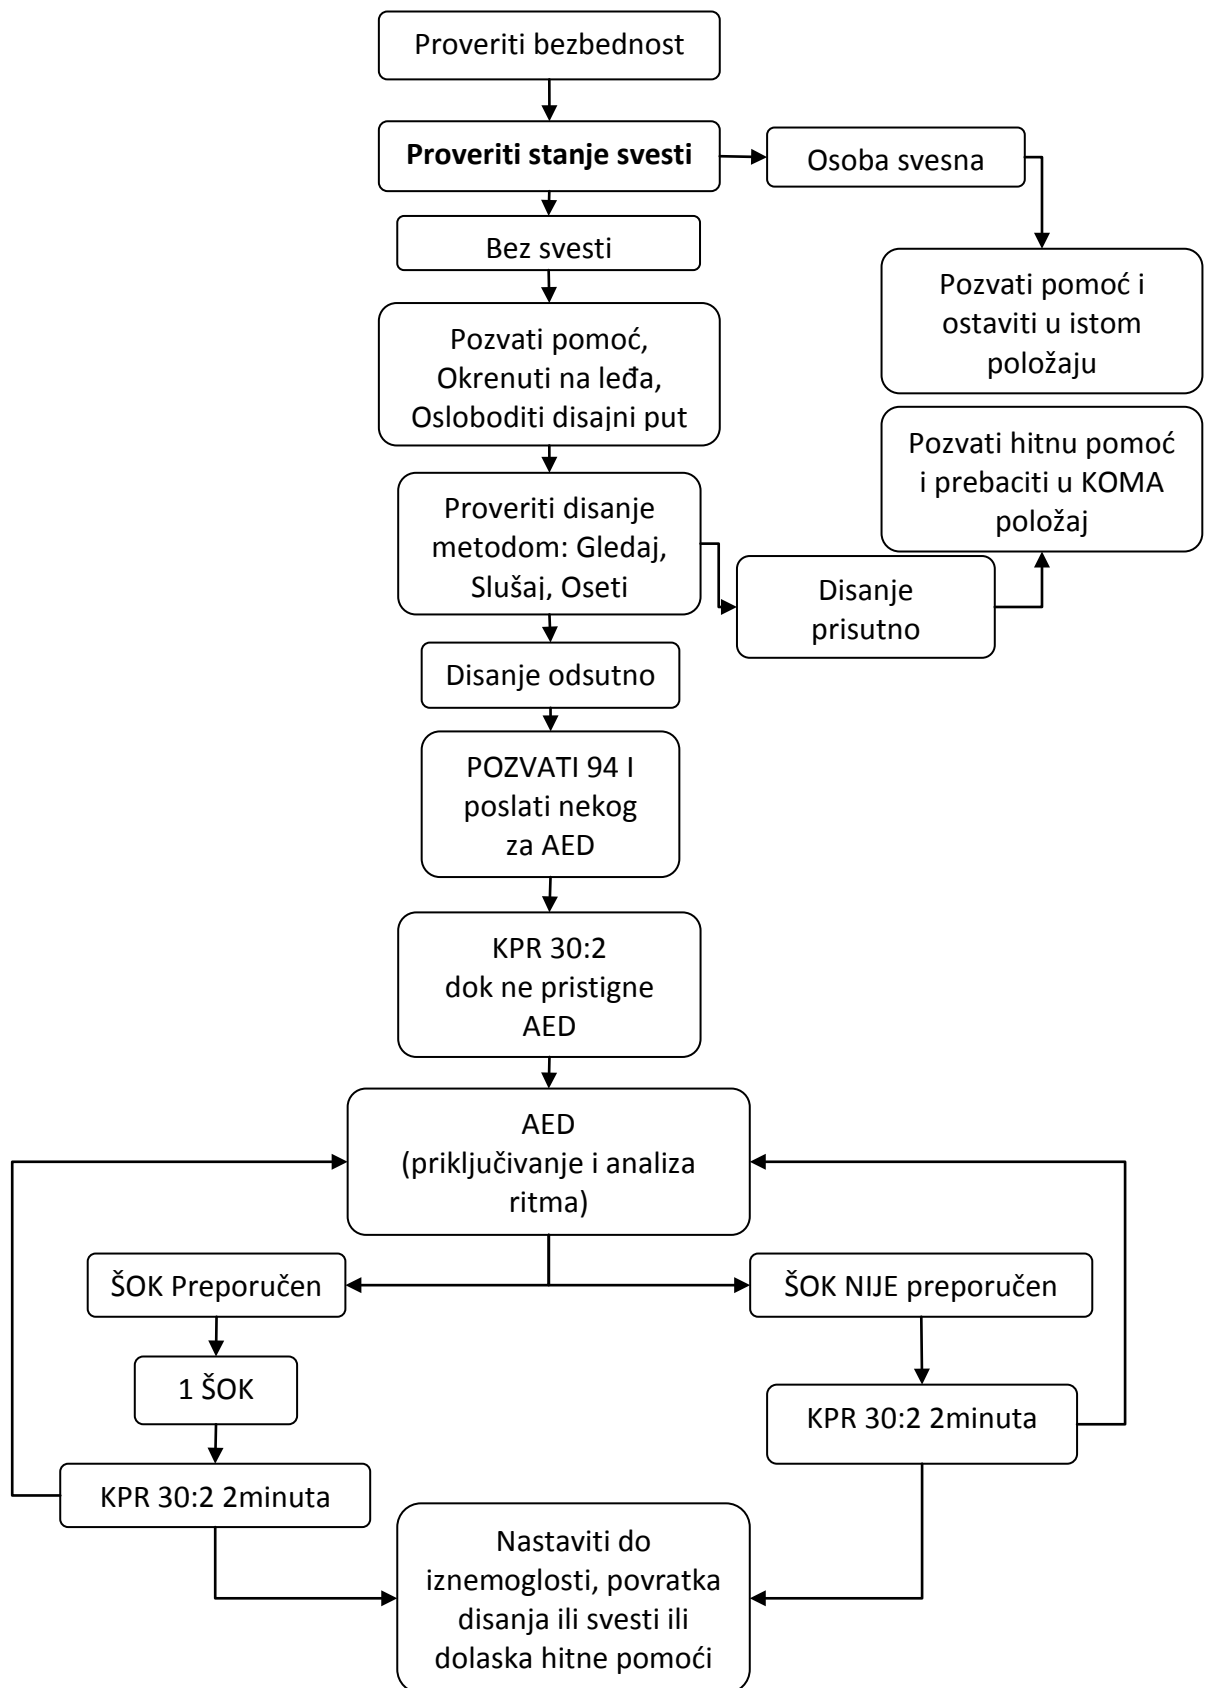 Proveriti bezbednost
Proveriti stanje svesti
Osoba svesna
Bez svesti
Pozvati pomoć i
ostaviti u istom
položaju
Pozvati pomoć,
Okrenuti na leđa,
Osloboditi disajni put
Pozvati hitnu pomoć
i prebaciti u KOMA
položaj
Proveriti disanje
metodom: Gledaj,
Slušaj, Oseti
Disanje
prisutno
Disanje odsutno
POZVATI 94 I
poslati nekog
za AED
KPR 30:2
dok ne pristigne
AED
AED
(priključivanje i analiza
ritma)
ŠOK Preporučen
ŠOK NIJE preporučen
1 ŠOK
KPR 30:2 2minuta
KPR 30:2 2minuta
Nastaviti do
iznemoglosti, povratka
disanja ili svesti ili
dolaska hitne pomoći